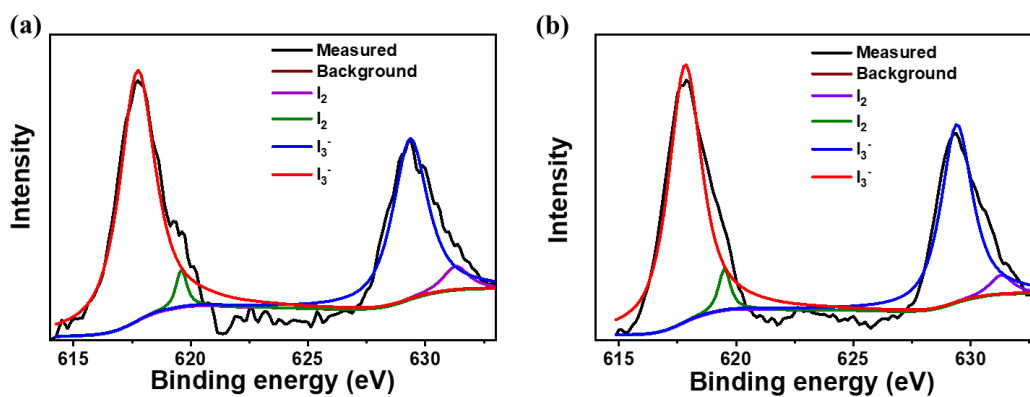 (a)
Intensity
Measured
Background
I₂
I₂
I₃⁻
I₃⁻
615 620 625 630
Binding energy (eV)
(b)
Intensity
Measured
Background
I₂
I₂
I₃⁻
I₃⁻
615 620 625 630
Binding energy (eV)